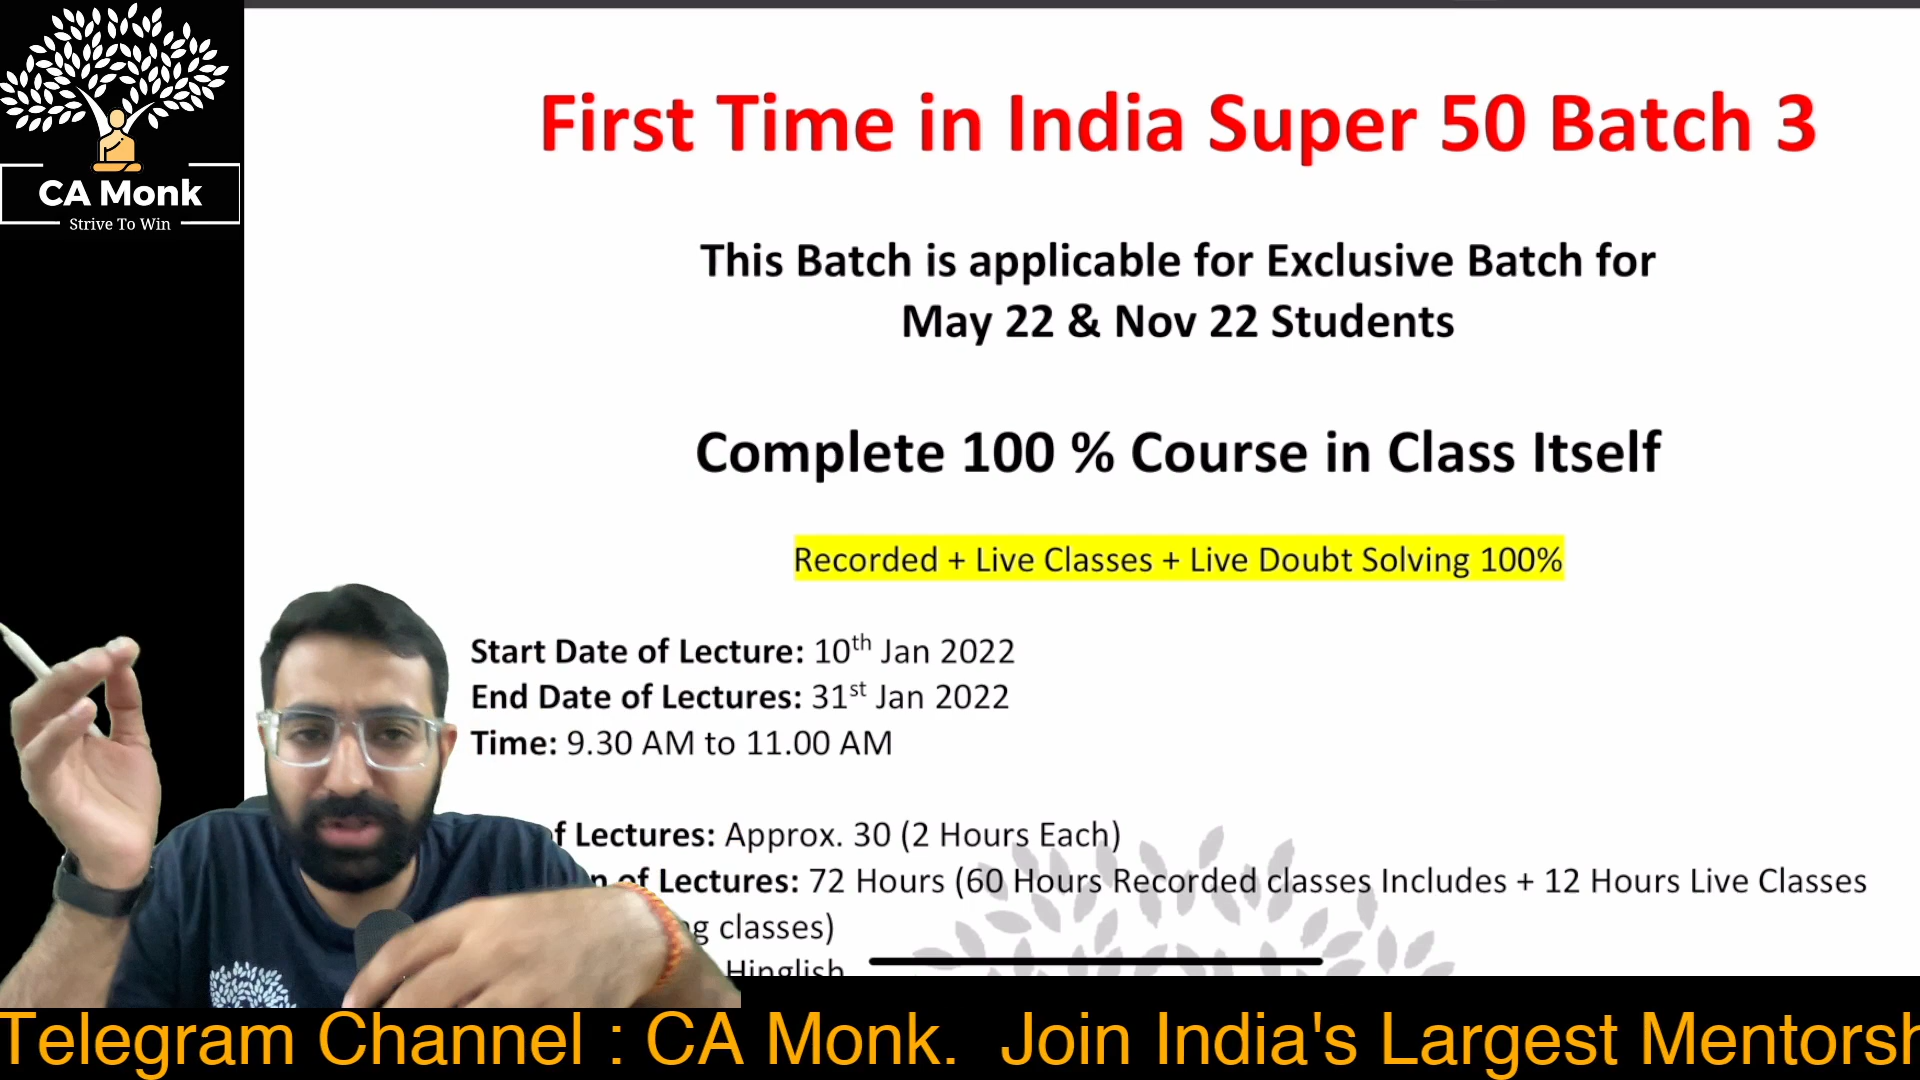 CA Monk
Strive To Win
First Time in India Super 50 Batch 3
This Batch is applicable for Exclusive Batch for
May 22 & Nov 22 Students
Complete 100 % Course in Class Itself
Recorded + Live Classes + Live Doubt Solving 100%
Start Date of Lecture: 10th Jan 2022
End Date of Lectures: 31st Jan 2022
Time: 9.30 AM to 11.00 AM
of Lectures: Approx. 30 (2 Hours Each)
of Lectures: 72 Hours (60 Hours Recorded classes Includes + 12 Hours Live Classes
classes)
Hinglish
Telegram Channel : CA Monk. Join India's Largest